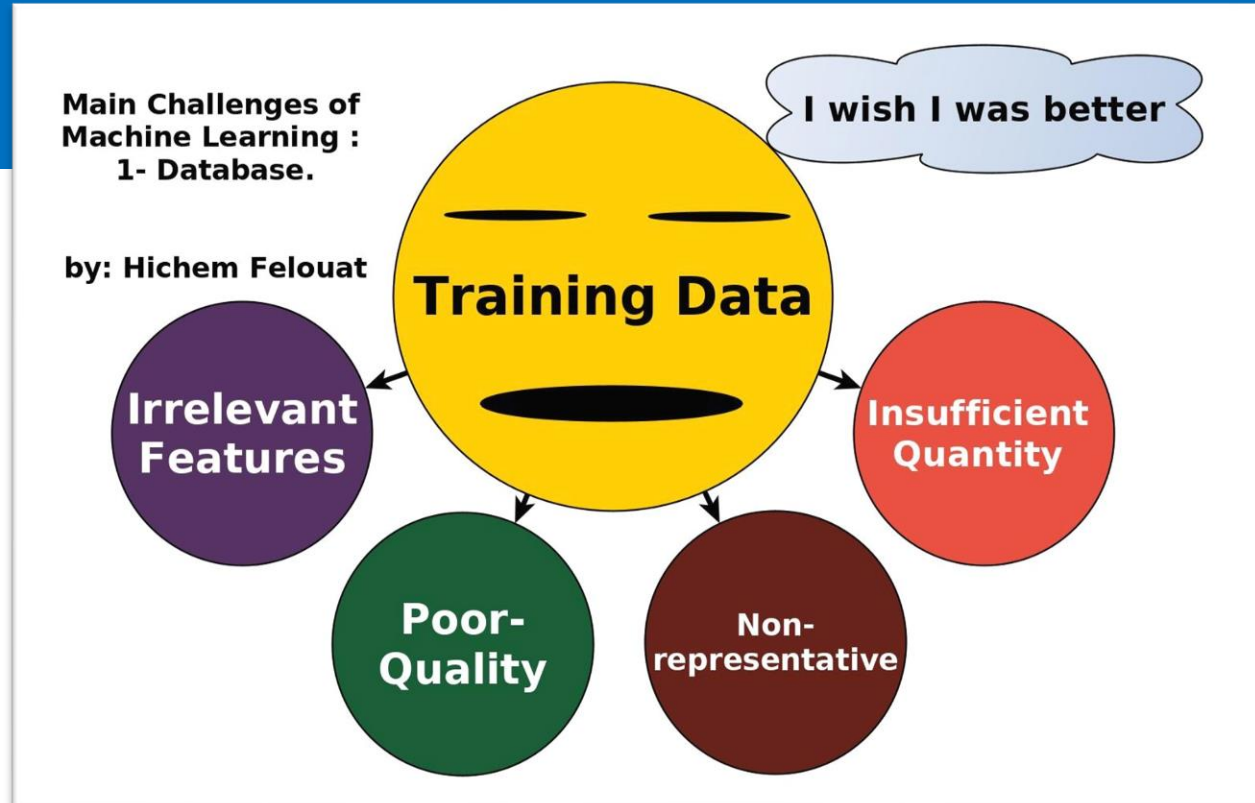 Main Challenges of
Machine Learning :
1- Database.
by: Hichem Felouat
I wish I was better
Training Data
Irrelevant
Features
Poor-
Quality
Non-
representative
Insufficient
Quantity